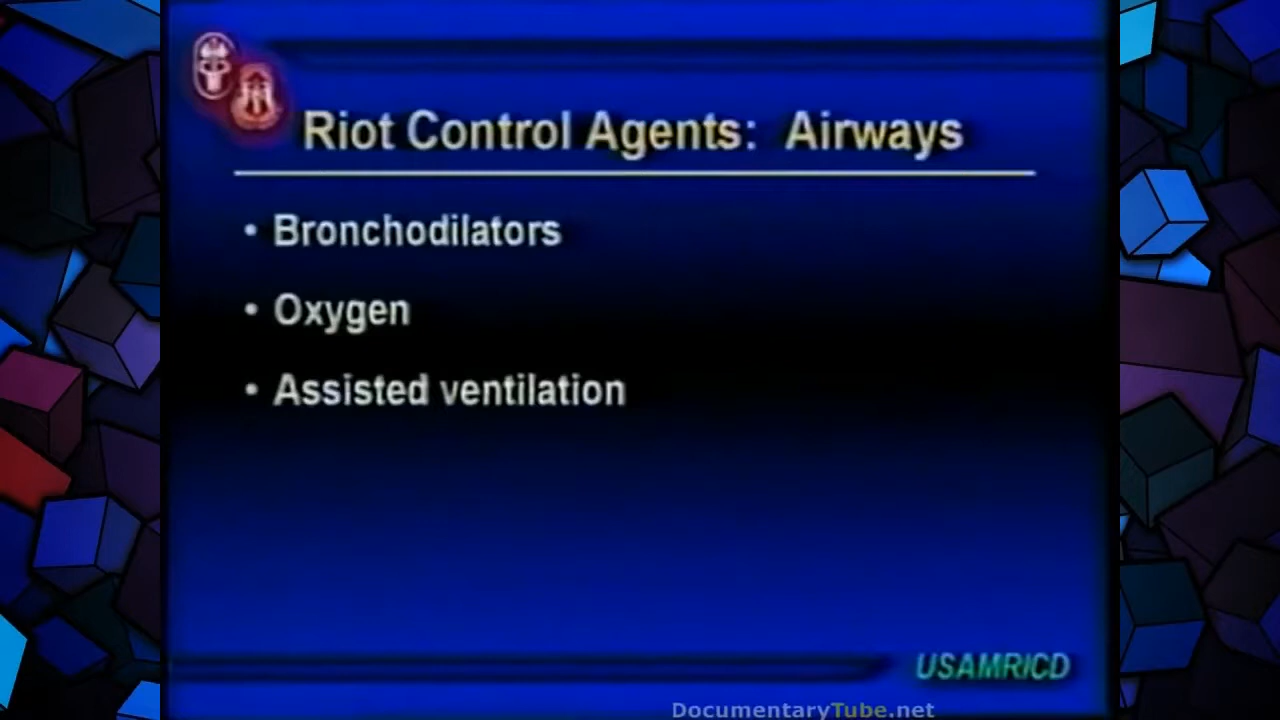 Riot Control Agents: Airways
• Bronchodilators
• Oxygen
• Assisted ventilation
USAMRICD
DocumentaryTube.net